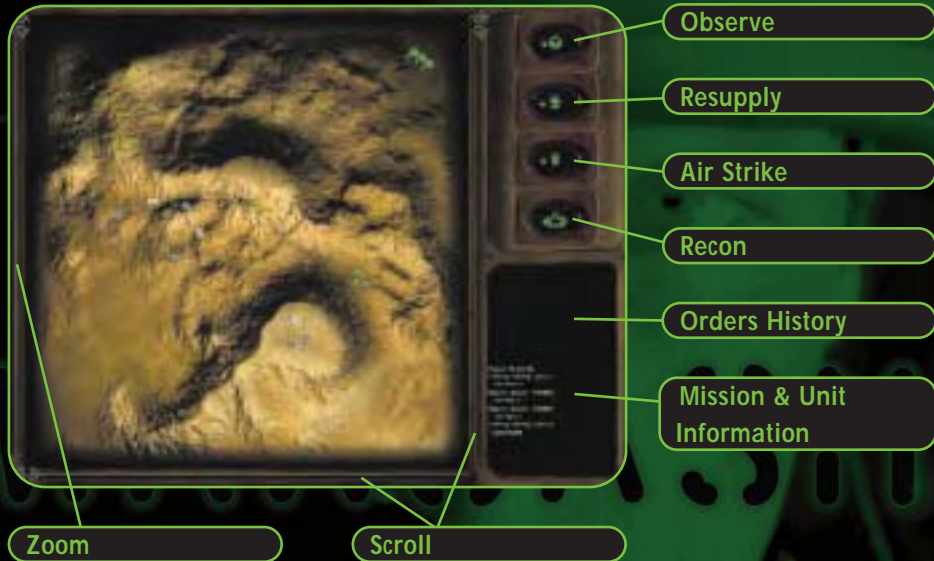 Observe
Resupply
Air Strike
Recon
Orders History
Mission & Unit
Information
Zoom
Scroll